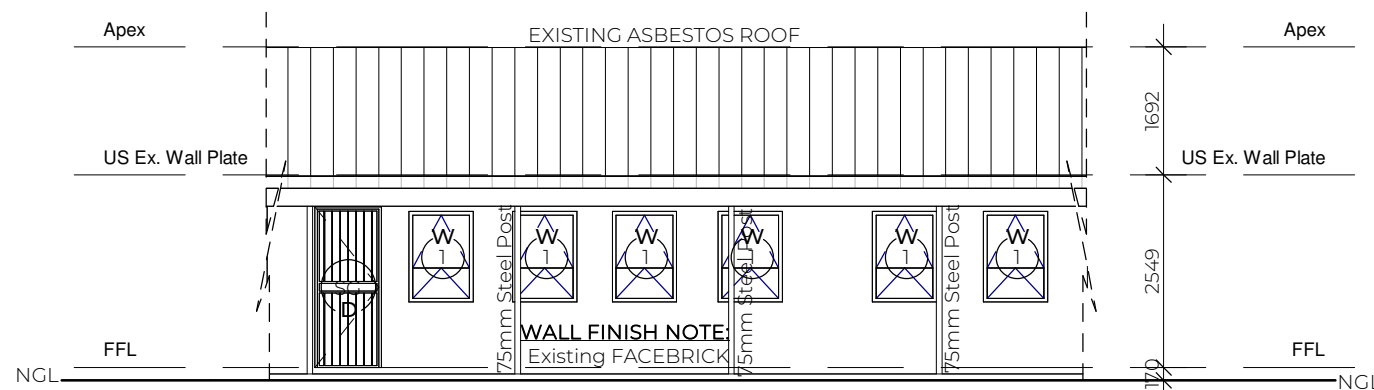 Apex
EXISTING ASBESTOS ROOF
Apex
1692
US Ex. Wall Plate
US Ex. Wall Plate
W
1
W
1
W
1
W
1
W
1
W
1
75mm Steel Post
75mm Steel Post
75mm Steel Post
2549
D
WALL FINISH NOTE:
Existing FACEBRICK
FFL
FFL
170
NGL
NGL